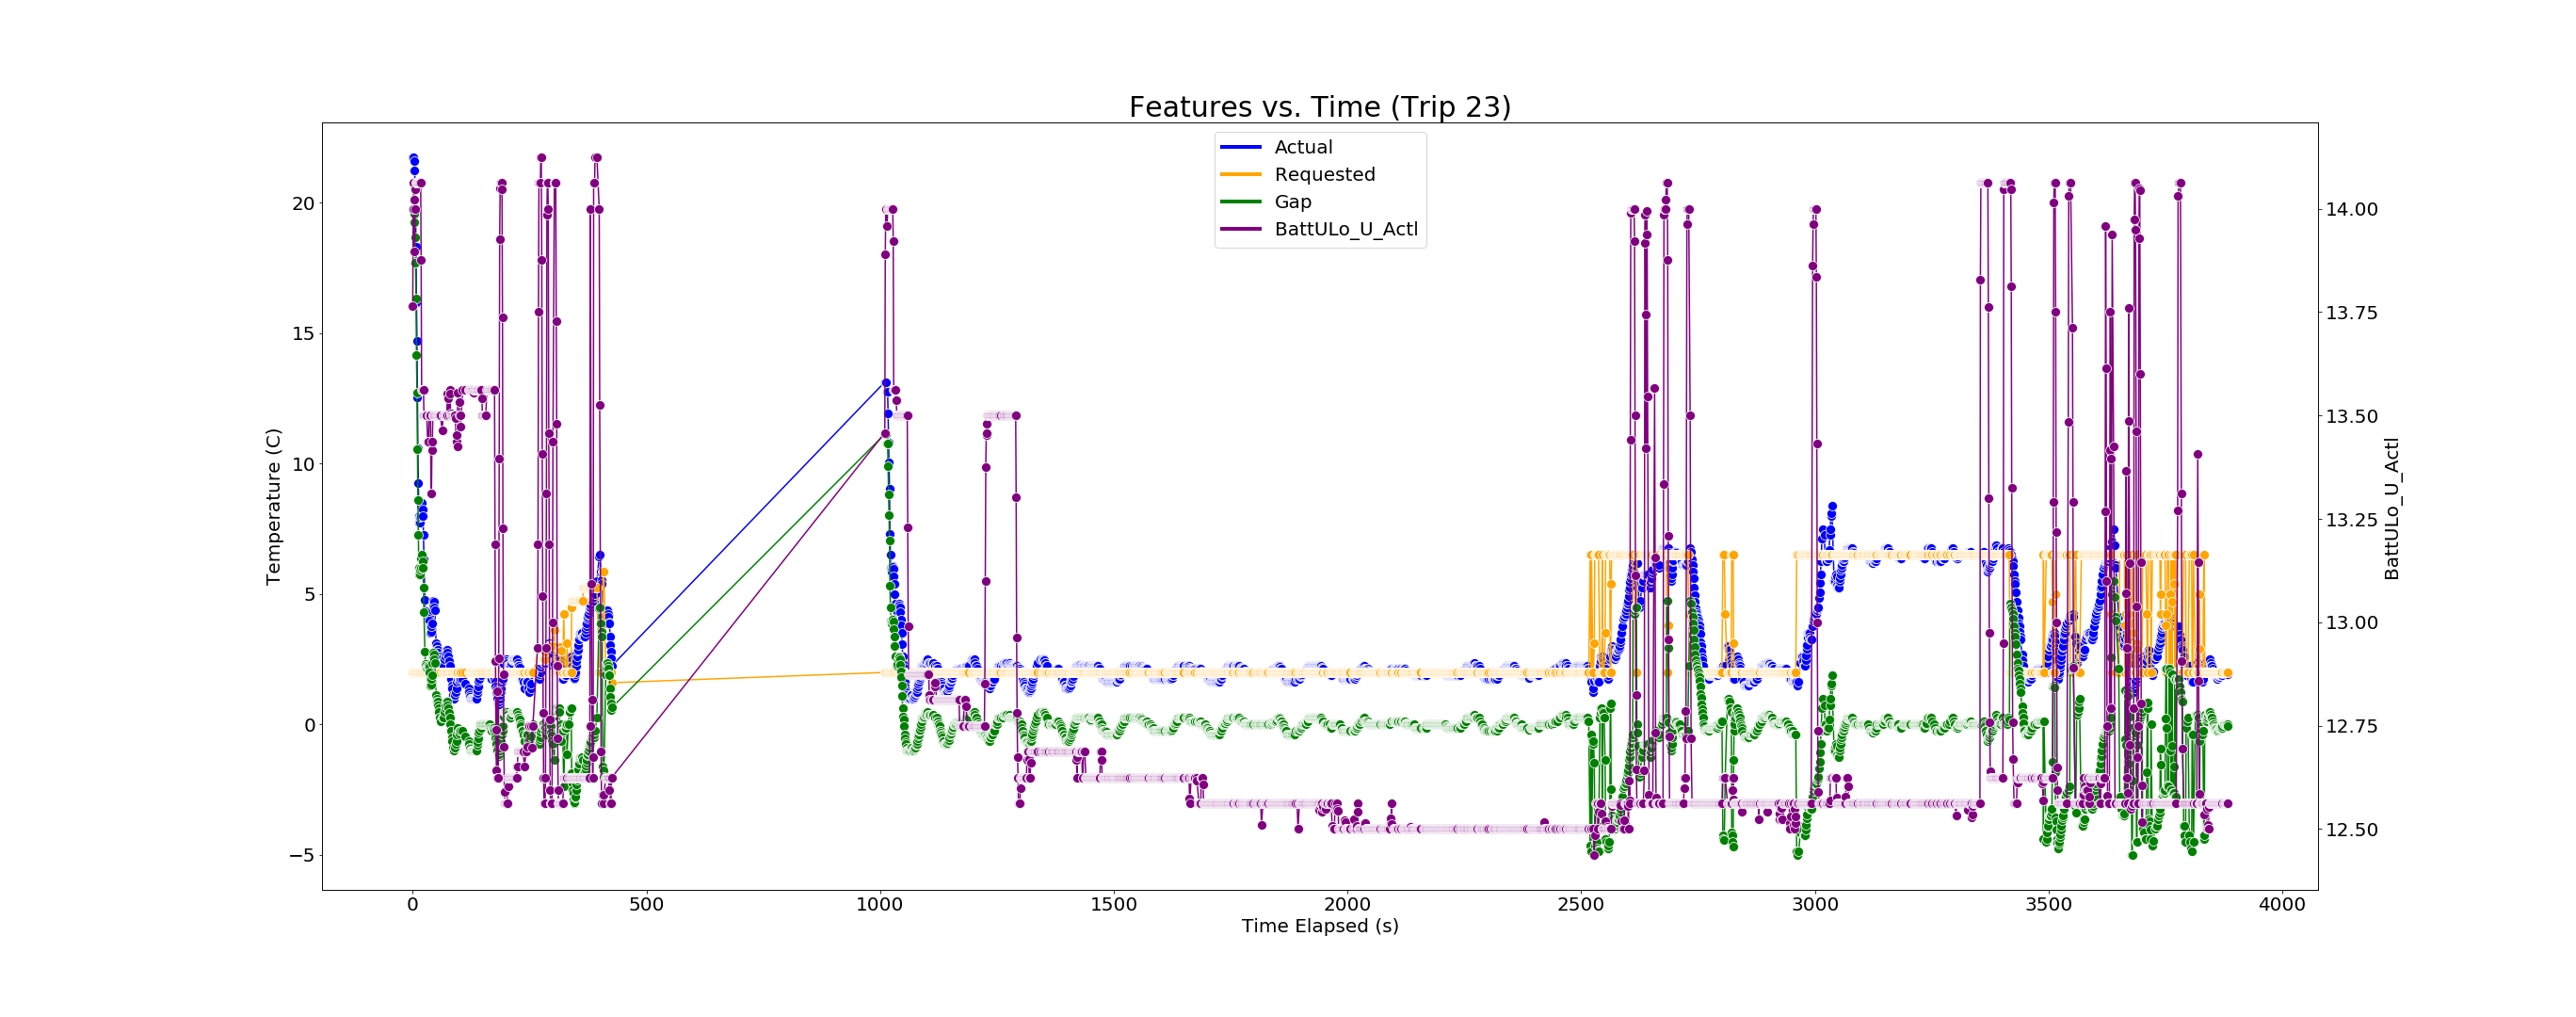 Features vs. Time (Trip 23)
Actual
Requested
Gap
BattULo_U_Actl
Temperature (C)
20
15
10
5
0
−5
14.00
13.75
13.50
13.25
13.00
12.75
12.50
BattULo_U_Actl
0 500 1000 1500 2000 2500 3000 3500 4000
Time Elapsed (s)